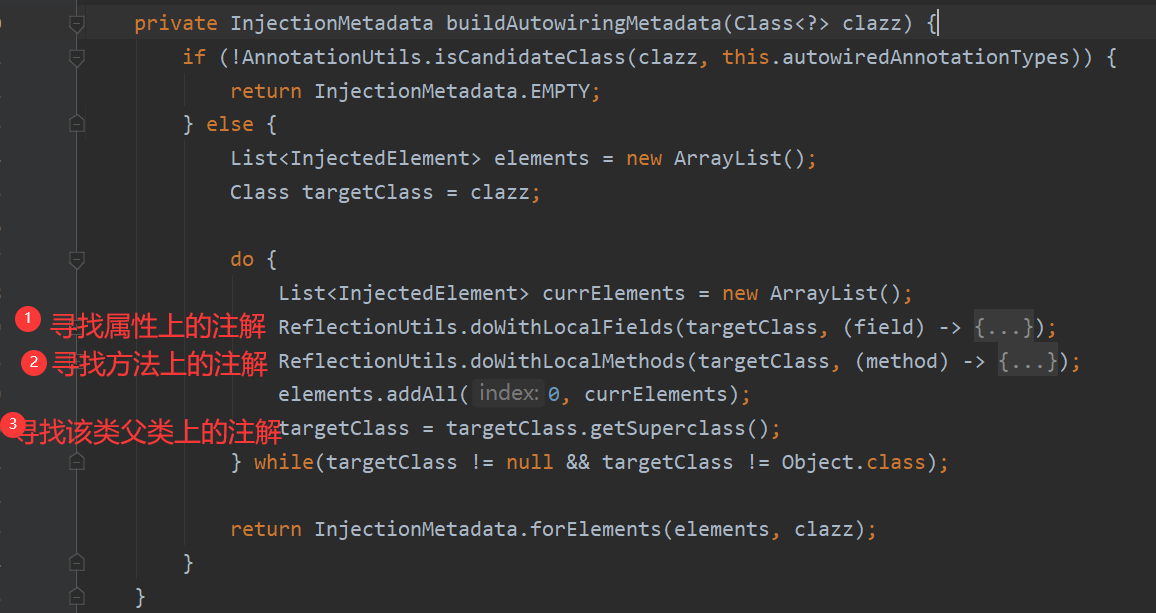 private InjectionMetadata buildAutowiringMetadata(Class<?> clazz) {
if (!AnnotationUtils.isCandidateClass(clazz, this.autowiredAnnotationTypes)) {
return InjectionMetadata.EMPTY;
} else {
List<InjectedElement> elements = new ArrayList();
Class targetClass = clazz;
do {
List<InjectedElement> currElements = new ArrayList();
1 寻找属性上的注解 ReflectionUtils.doWithLocalFields(targetClass, (field) -> {...});
2 寻找方法上的注解 ReflectionUtils.doWithLocalMethods(targetClass, (method) -> {...});
elements.addAll( index: 0, currElements);
3 寻找该类父类上的注解 targetClass = targetClass.getSuperclass();
} while(targetClass != null && targetClass != Object.class);
return InjectionMetadata.forElements(elements, clazz);
}
}